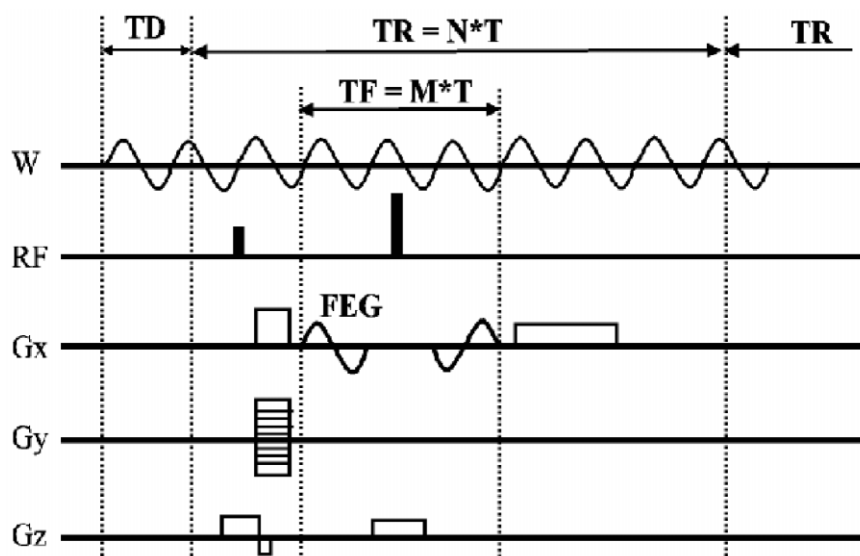 TD TR = N*T TR
TF = M*T
W
RF
FEG
Gx
Gy
Gz